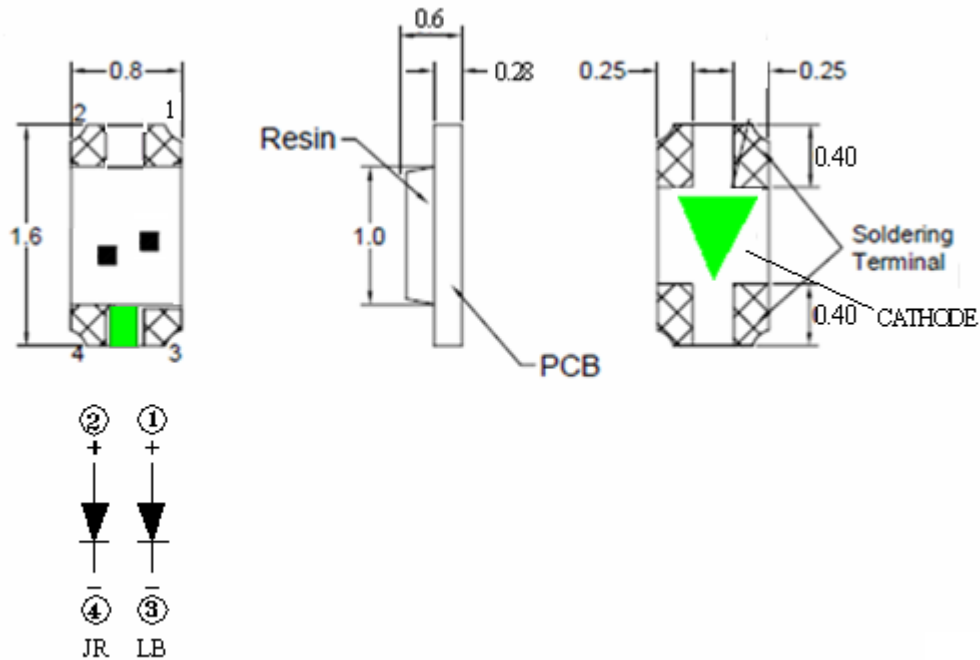 0.6
0.8
0.28
0.25
0.25
2
1
Resin
0.40
1.6
1.0
Soldering
Terminal
0.40
CATHODE
4
3
PCB
② ①
+ +
− −
④ ③
JR LB